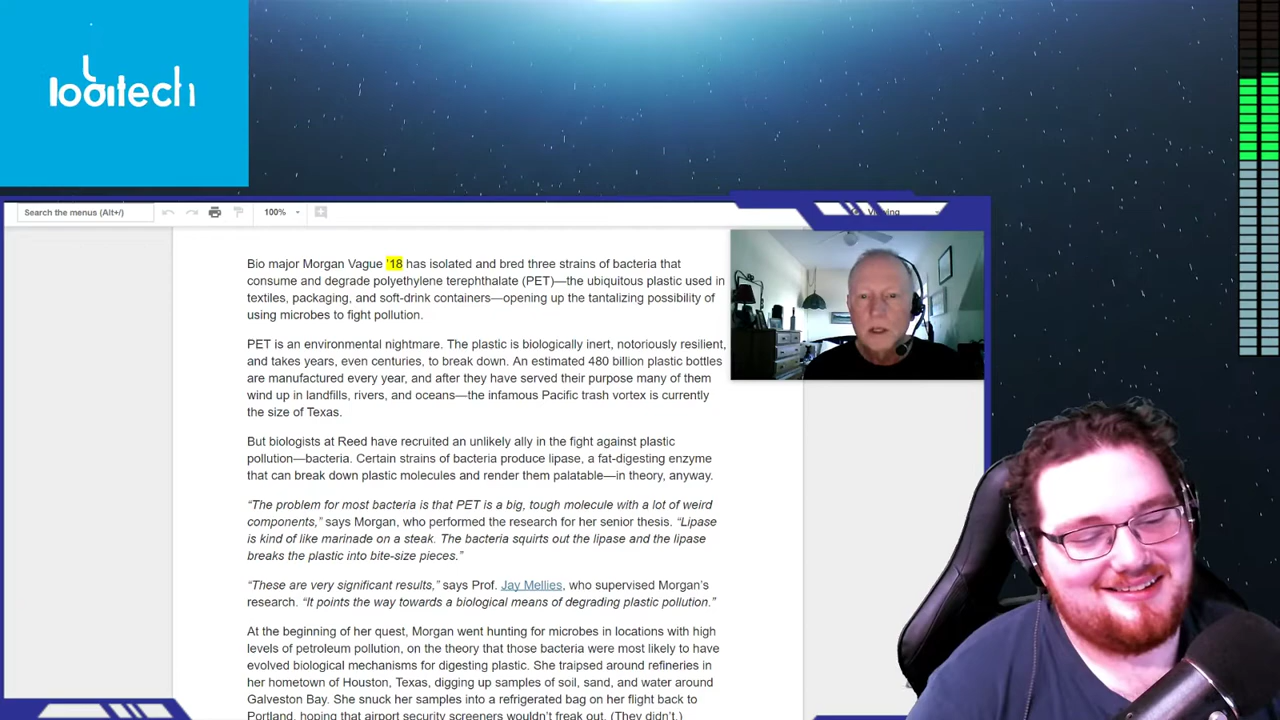 logitech
Search the menus (Alt+/)
100%
Viewing
Bio major Morgan Vague '18 has isolated and bred three strains of bacteria that
consume and degrade polyethylene terephthalate (PET)—the ubiquitous plastic used in
textiles, packaging, and soft-drink containers—opening up the tantalizing possibility of
using microbes to fight pollution.
PET is an environmental nightmare. The plastic is biologically inert, notoriously resilient,
and takes years, even centuries, to break down. An estimated 480 billion plastic bottles
are manufactured every year, and after they have served their purpose many of them
wind up in landfills, rivers, and oceans—the infamous Pacific trash vortex is currently
the size of Texas.
But biologists at Reed have recruited an unlikely ally in the fight against plastic
pollution—bacteria. Certain strains of bacteria produce lipase, a fat-digesting enzyme
that can break down plastic molecules and render them palatable—in theory, anyway.
“The problem for most bacteria is that PET is a big, tough molecule with a lot of weird
components,” says Morgan, who performed the research for her senior thesis. “Lipase
is kind of like marinade on a steak. The bacteria squirts out the lipase and the lipase
breaks the plastic into bite-size pieces.”
“These are very significant results,” says Prof. Jay Mellies, who supervised Morgan’s
research. “It points the way towards a biological means of degrading plastic pollution.”
At the beginning of her quest, Morgan went hunting for microbes in locations with high
levels of petroleum pollution, on the theory that those bacteria were most likely to have
evolved biological mechanisms for digesting plastic. She traipsed around refineries in
her hometown of Houston, Texas, digging up samples of soil, sand, and water around
Galveston Bay. She snuck her samples into a refrigerated bag on her flight back to
Portland, hoping that airport security screeners wouldn’t freak out. (They didn’t.)